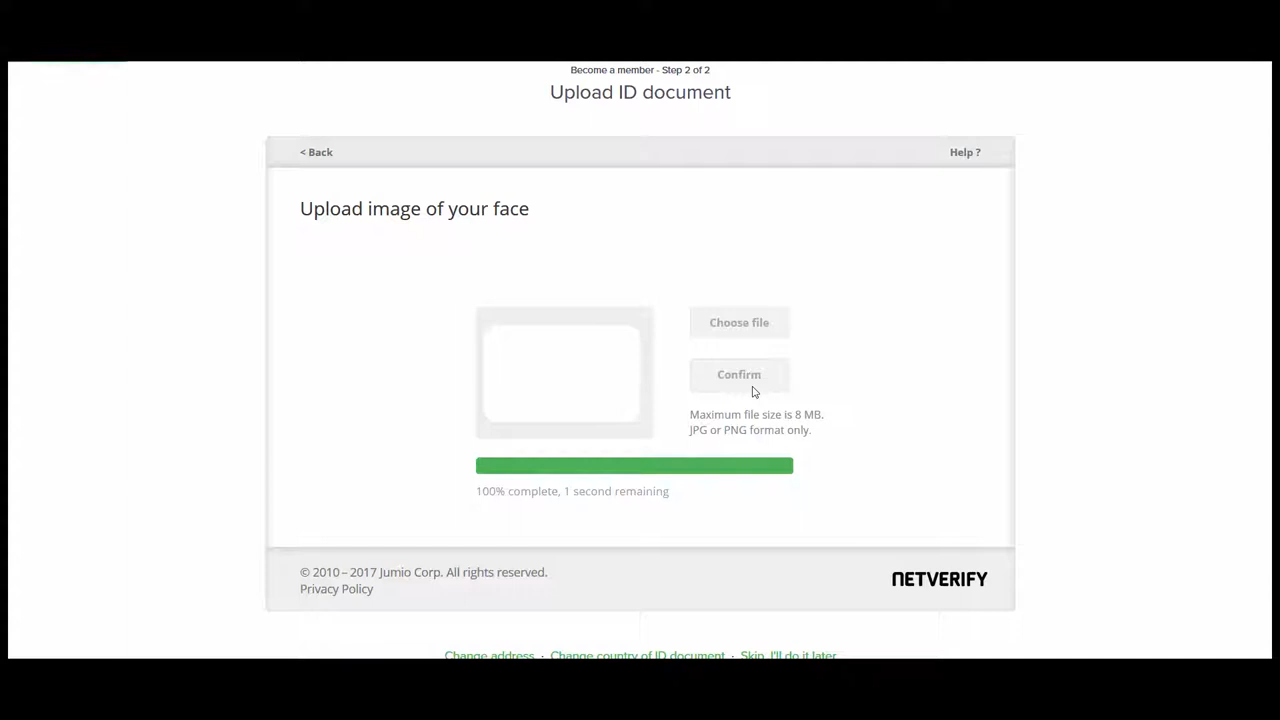 Become a member - Step 2 of 2
Upload ID document
< Back
Help ?
Upload image of your face
Choose file
Confirm
Maximum file size is 8 MB.
JPG or PNG format only.
100% complete, 1 second remaining
© 2010 – 2017 Jumio Corp. All rights reserved.
Privacy Policy
NETVERIFY
Change address · Change country of ID document · Skip, I'll do it later